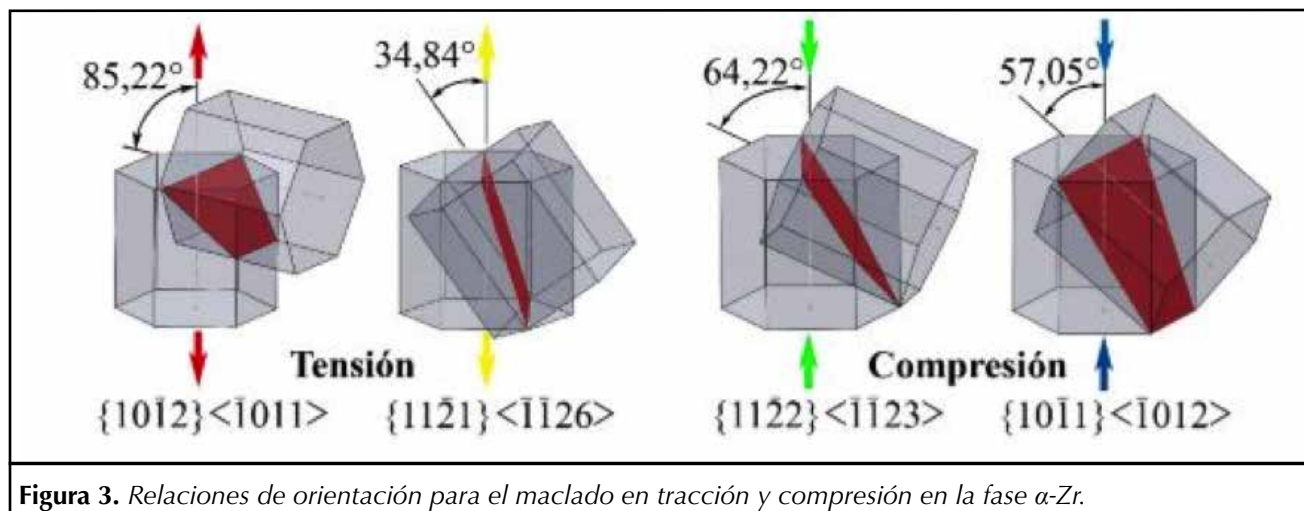 85,22°
34,84°
64,22°
57,05°
Tensión
Compresión
{101̄2}<1̄011>
{112̄1}<1̄1̄26>
{112̄2}<1̄1̄23>
{101̄1}<1̄012>
Figura 3. Relaciones de orientación para el maclado en tracción y compresión en la fase α-Zr.